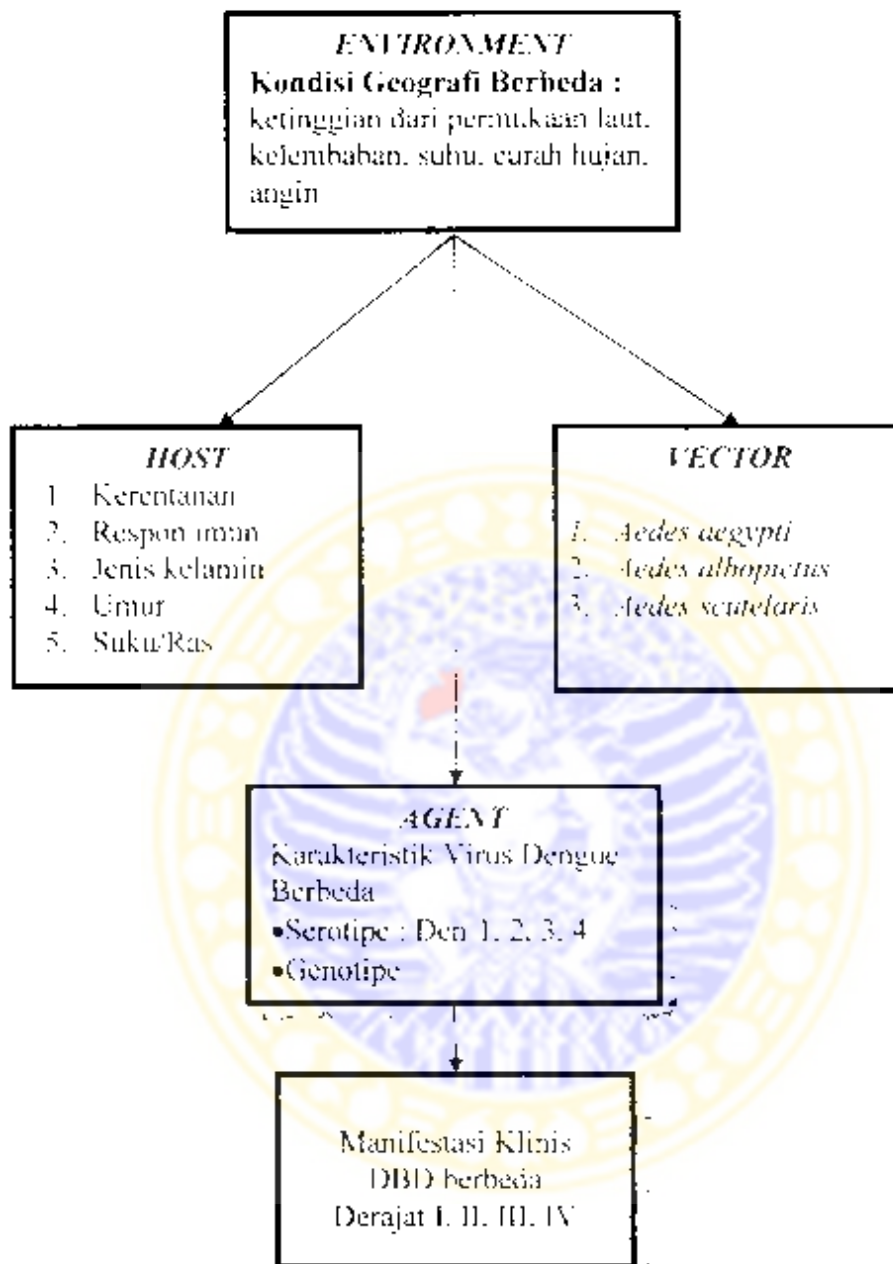 ENVIRONMENT
Kondisi Geografi Berbeda :
ketinggian dari permukaan laut,
kelembaban, suhu, curah hujan,
angin
HOST
1. Kerentanan
2. Respon imun
3. Jenis kelamin
4. Umur
5. Suku/Ras
VECTOR
1. Aedes aegypti
2. Aedes albopictus
3. Aedes scutelaris
AGENT
Karakteristik Virus Dengue
Berbeda
•Serotipe : Den 1, 2, 3, 4
•Genotipe
Manifestasi Klinis
DBD berbeda
Derajat I, II, III, IV